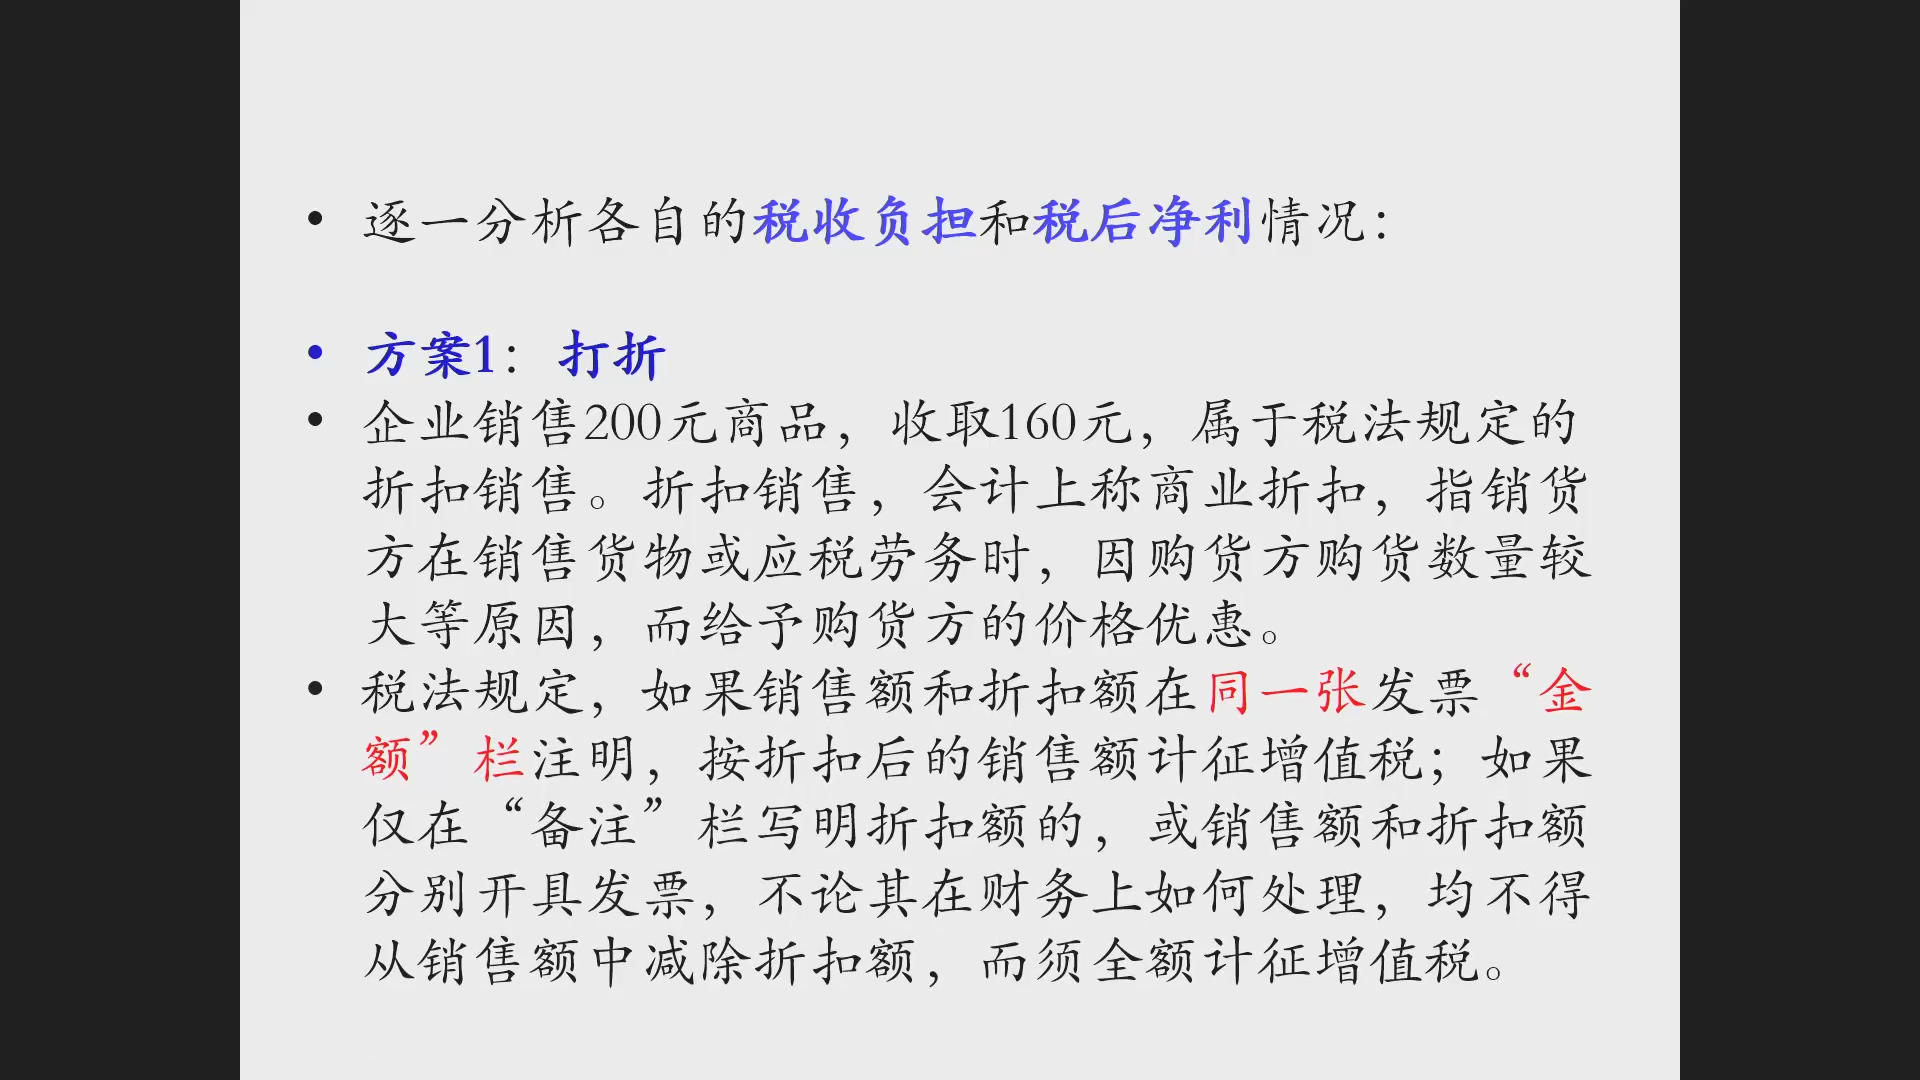 • 逐一分析各自的税收负担和税后净利情况：
• 方案1： 打折
• 企业销售200元商品，收取160元，属于税法规定的
折扣销售。折扣销售，会计上称商业折扣，指销货
方在销售货物或应税劳务时，因购货方购货数量较
大等原因，而给予购货方的价格优惠。
• 税法规定，如果销售额和折扣额在同一张发票“金
额”栏注明，按折扣后的销售额计征增值税；如果
仅在“备注”栏写明折扣额的，或销售额和折扣额
分别开具发票，不论其在财务上如何处理，均不得
从销售额中减除折扣额，而须全额计征增值税。